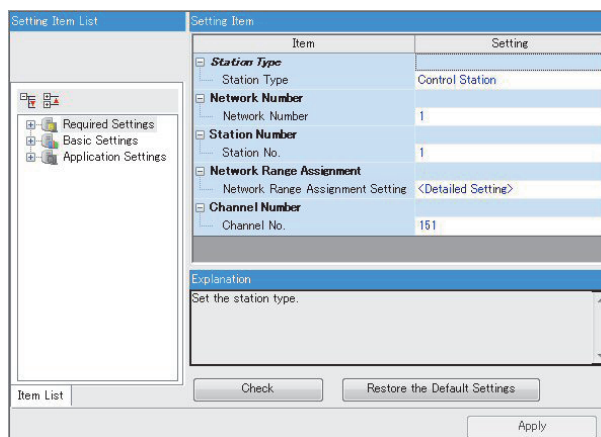 Setting Item List
Setting Item
Item Setting
Station Type
Station Type Control Station
Network Number
Network Number 1
Station Number
Station No. 1
Network Range Assignment
Network Range Assignment Setting <Detailed Setting>
Channel Number
Channel No. 151
Required Settings
Basic Settings
Application Settings
Explanation
Set the station type.
Item List
Check Restore the Default Settings
Apply